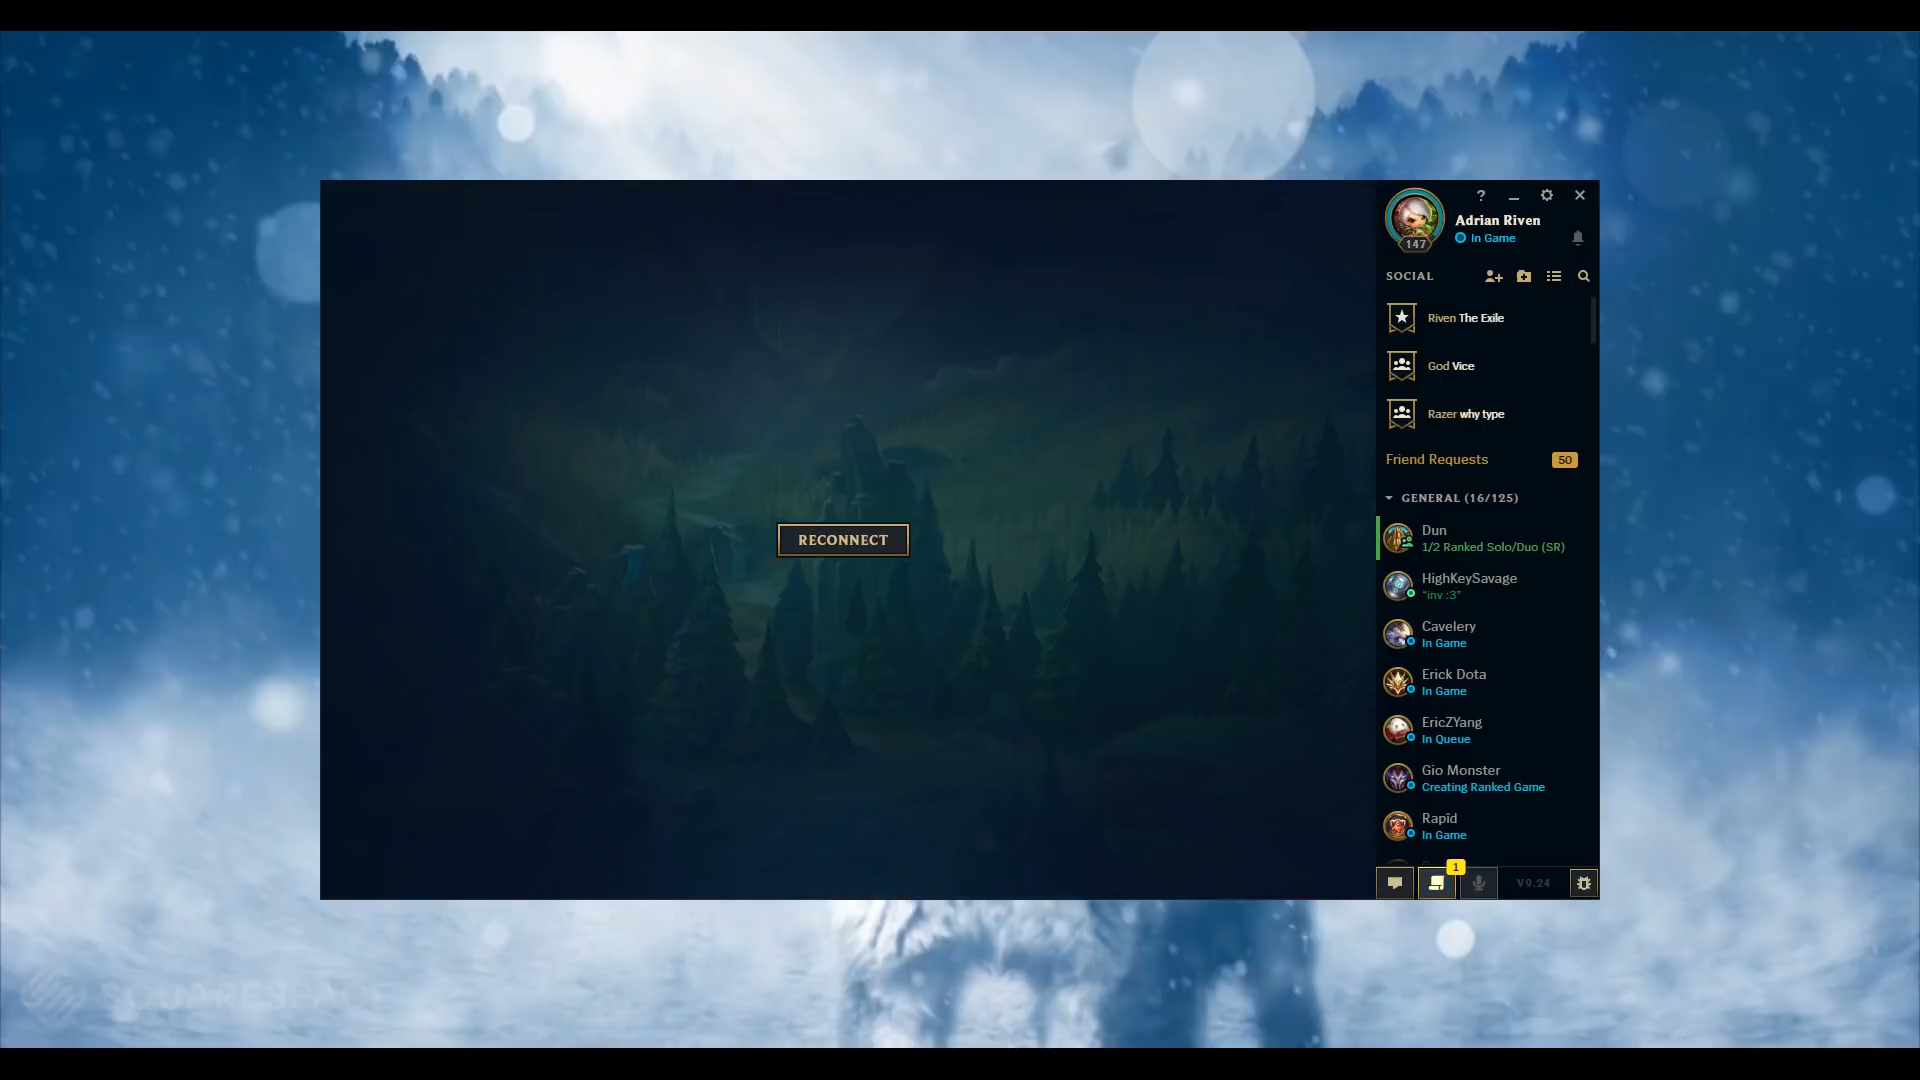 ?
147
Adrian Riven
In Game
SOCIAL
Riven The Exile
God Vice
Razer why type
Friend Requests
50
GENERAL (16/125)
Dun
1/2 Ranked Solo/Duo (SR)
HighKeySavage
"inv :3"
Cavelery
In Game
Erick Dota
In Game
EricZYang
In Queue
Gio Monster
Creating Ranked Game
Rapîd
In Game
1
V9.24
RECONNECT
SQUARESPACE